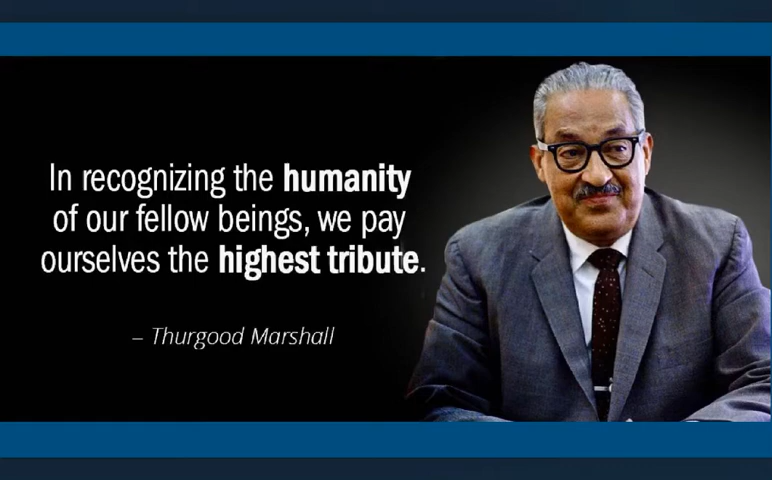 In recognizing the humanity
of our fellow beings, we pay
ourselves the highest tribute.
– Thurgood Marshall